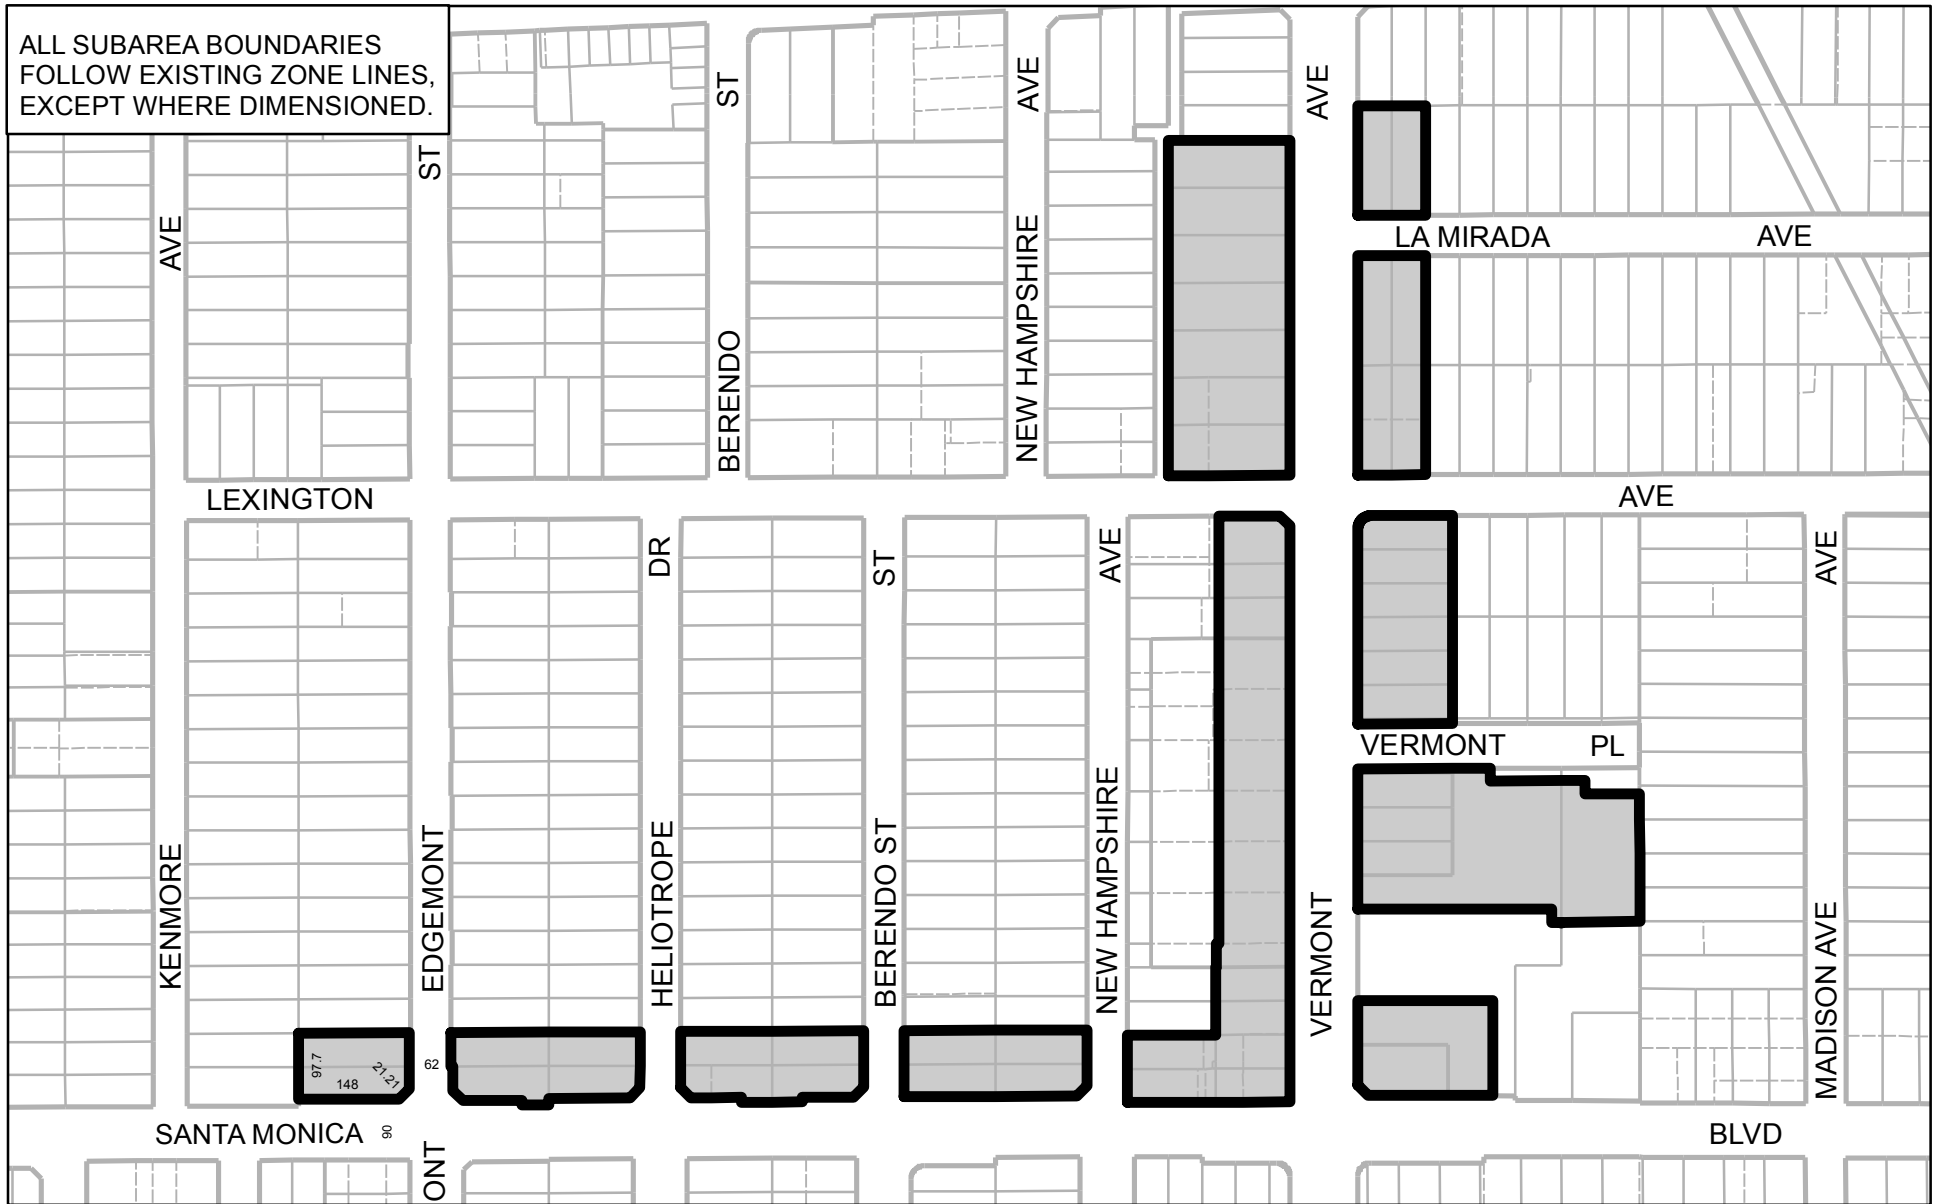 ALL SUBAREA BOUNDARIES
FOLLOW EXISTING ZONE LINES,
EXCEPT WHERE DIMENSIONED.
ST
AVE
AVE
ST
AVE
LA MIRADA
AVE
NEW HAMPSHIRE
BERENDO
LEXINGTON
AVE
DR
ST
AVE
AVE
VERMONT
PL
KENMORE
EDGEMONT
HELIOTROPE
BERENDO ST
NEW HAMPSHIRE
VERMONT
MADISON AVE
97.7
148
21.21
62
SANTA MONICA
90
BLVD
ONT